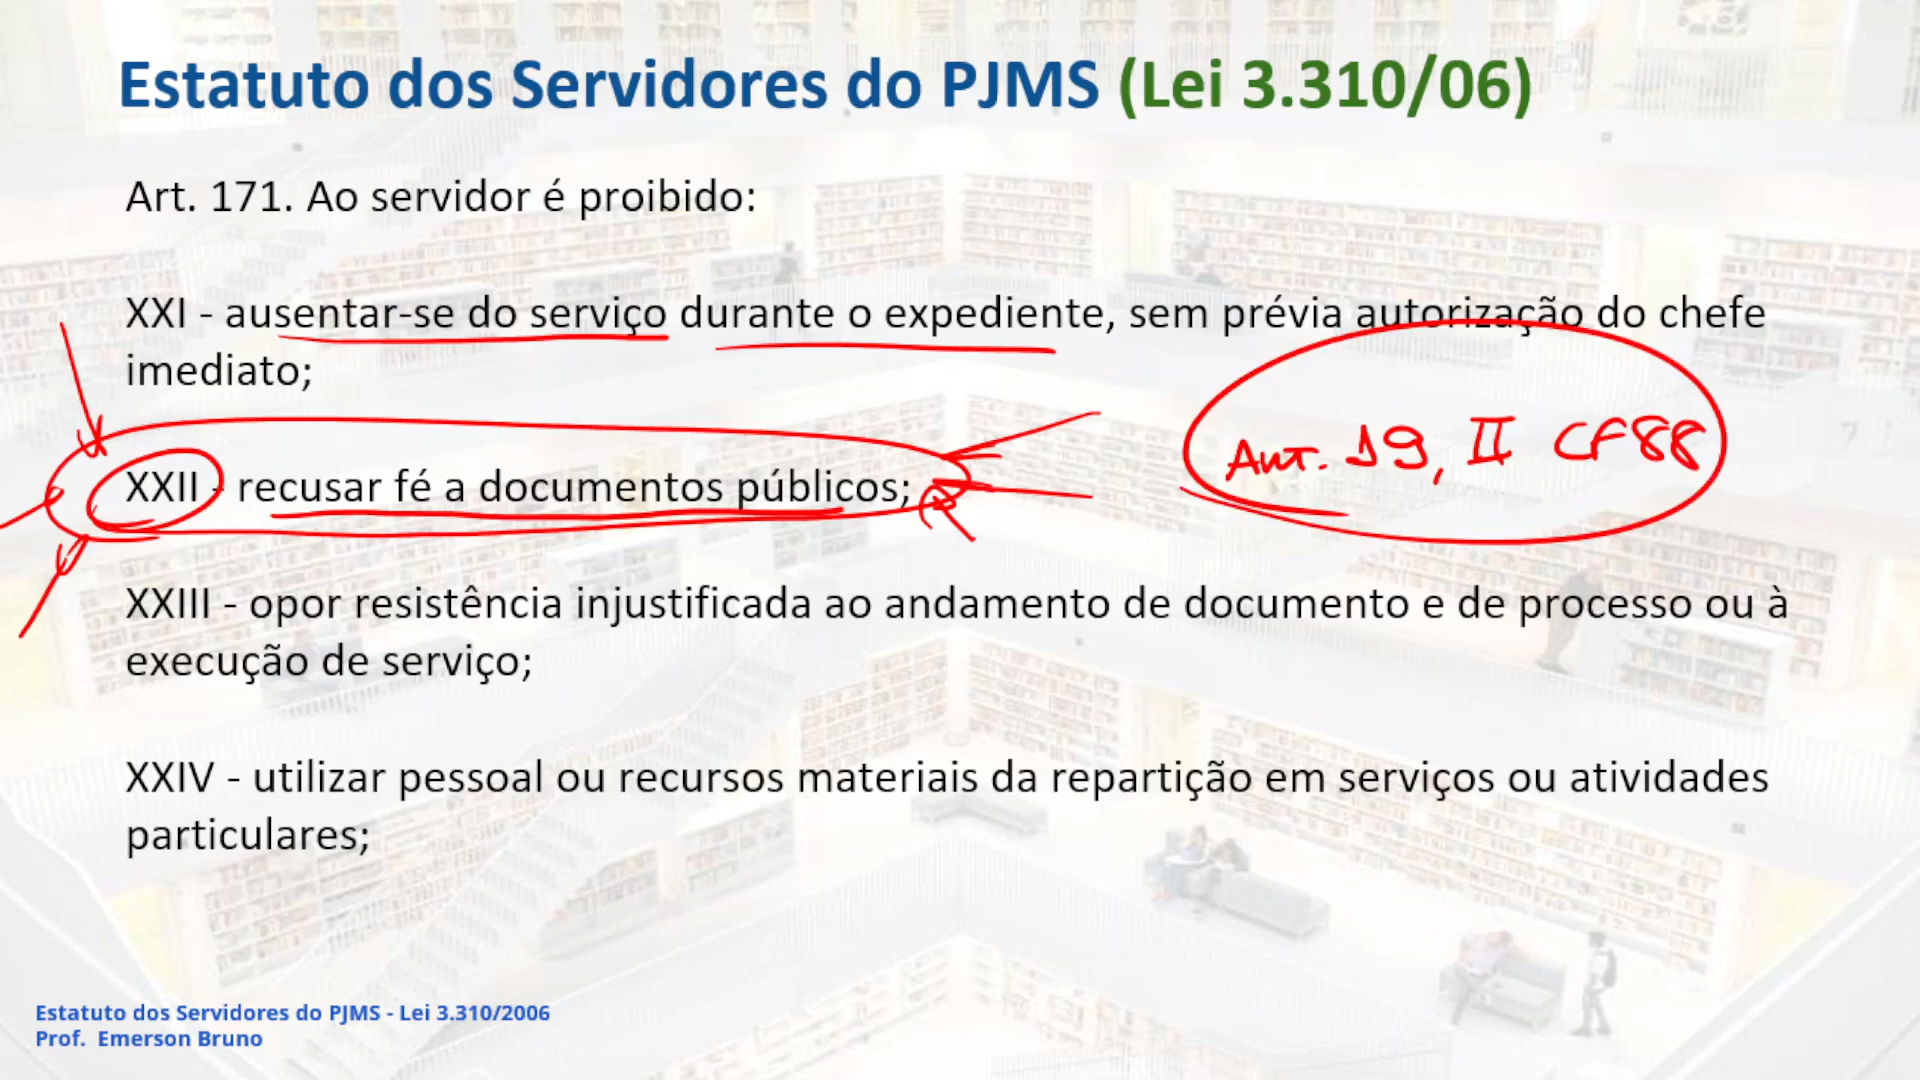 Estatuto dos Servidores do PJMS (Lei 3.310/06)
Art. 171. Ao servidor é proibido:
XXI - ausentar-se do serviço durante o expediente, sem prévia autorização do chefe
imediato;
Art. 19, II CF88
XXII - recusar fé a documentos públicos;
XXIII - opor resistência injustificada ao andamento de documento e de processo ou à
execução de serviço;
XXIV - utilizar pessoal ou recursos materiais da repartição em serviços ou atividades
particulares;
Estatuto dos Servidores do PJMS - Lei 3.310/2006
Prof. Emerson Bruno